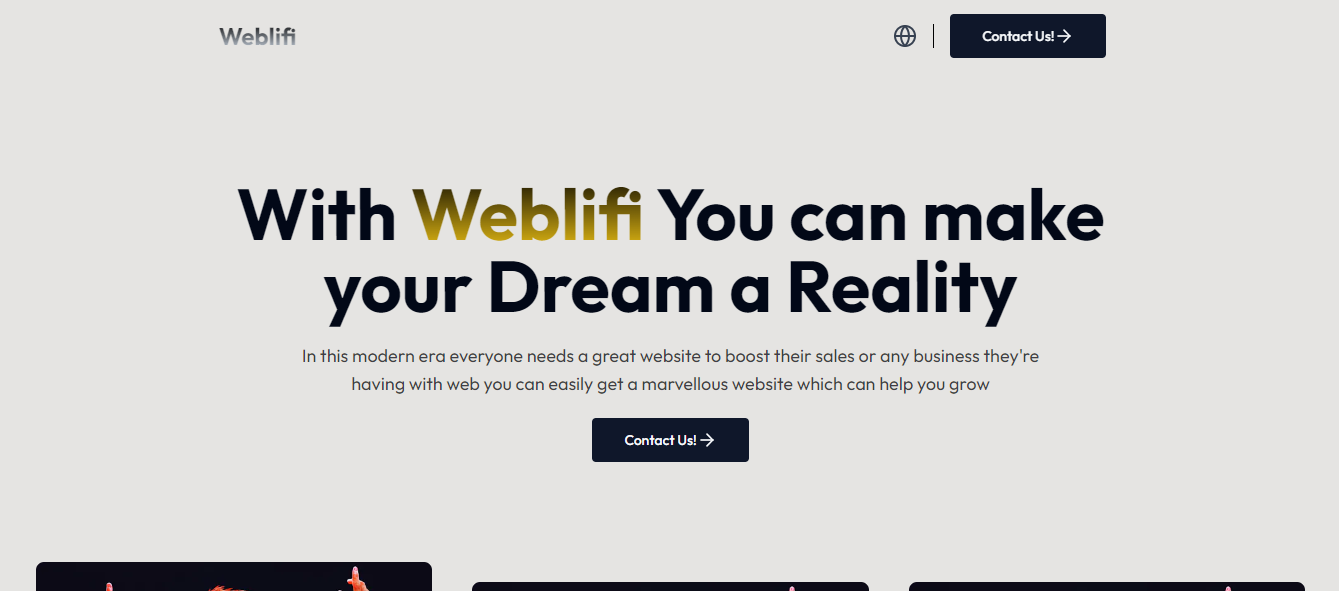 Weblifi
Contact Us!
With Weblifi You can make
your Dream a Reality
In this modern era everyone needs a great website to boost their sales or any business they're
having with web you can easily get a marvellous website which can help you grow
Contact Us!